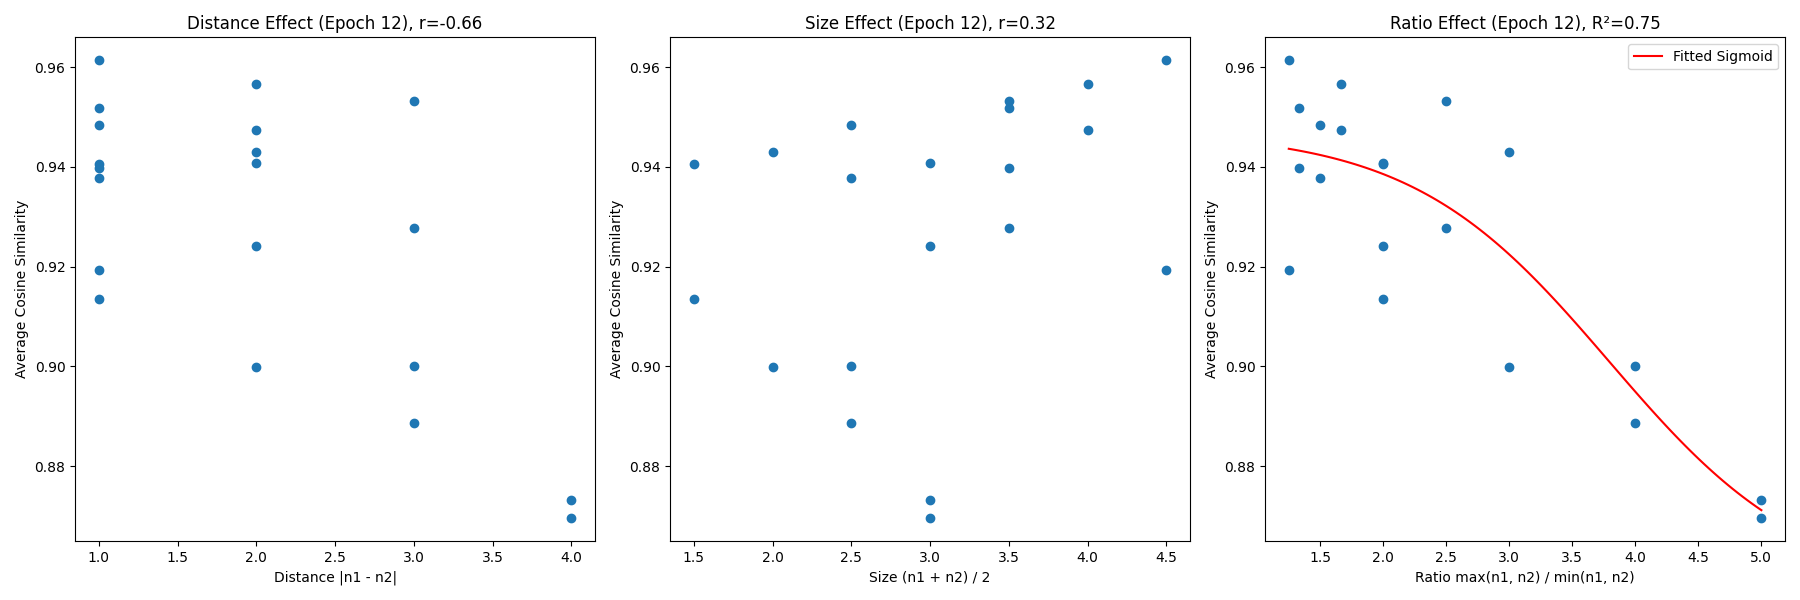 Distance Effect (Epoch 12), r=-0.66
Average Cosine Similarity
0.96
0.94
0.92
0.90
0.88
1.0 1.5 2.0 2.5 3.0 3.5 4.0
Distance |n1 - n2|
Size Effect (Epoch 12), r=0.32
Average Cosine Similarity
0.96
0.94
0.92
0.90
0.88
1.5 2.0 2.5 3.0 3.5 4.0 4.5
Size (n1 + n2) / 2
Ratio Effect (Epoch 12), R²=0.75
Fitted Sigmoid
Average Cosine Similarity
0.96
0.94
0.92
0.90
0.88
1.5 2.0 2.5 3.0 3.5 4.0 4.5 5.0
Ratio max(n1, n2) / min(n1, n2)